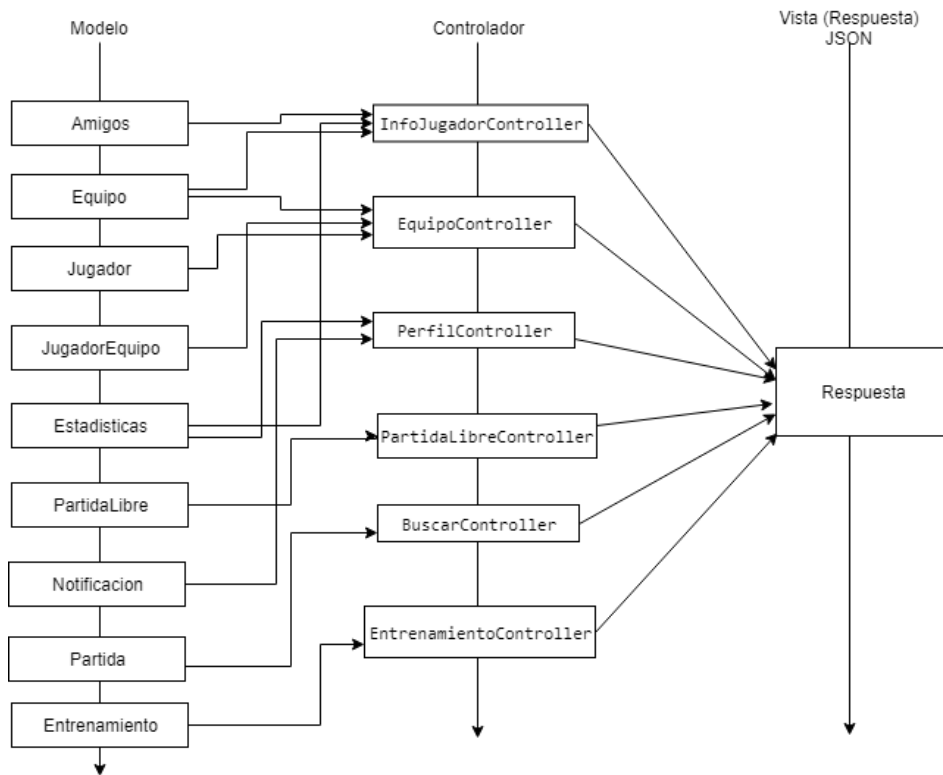 Modelo
Amigos
Equipo
Jugador
JugadorEquipo
Estadisticas
PartidaLibre
Notificacion
Partida
Entrenamiento
Controlador
InfoJugadorController
EquipoController
PerfilController
PartidaLibreController
BuscarController
EntrenamientoController
Vista (Respuesta)
JSON
Respuesta